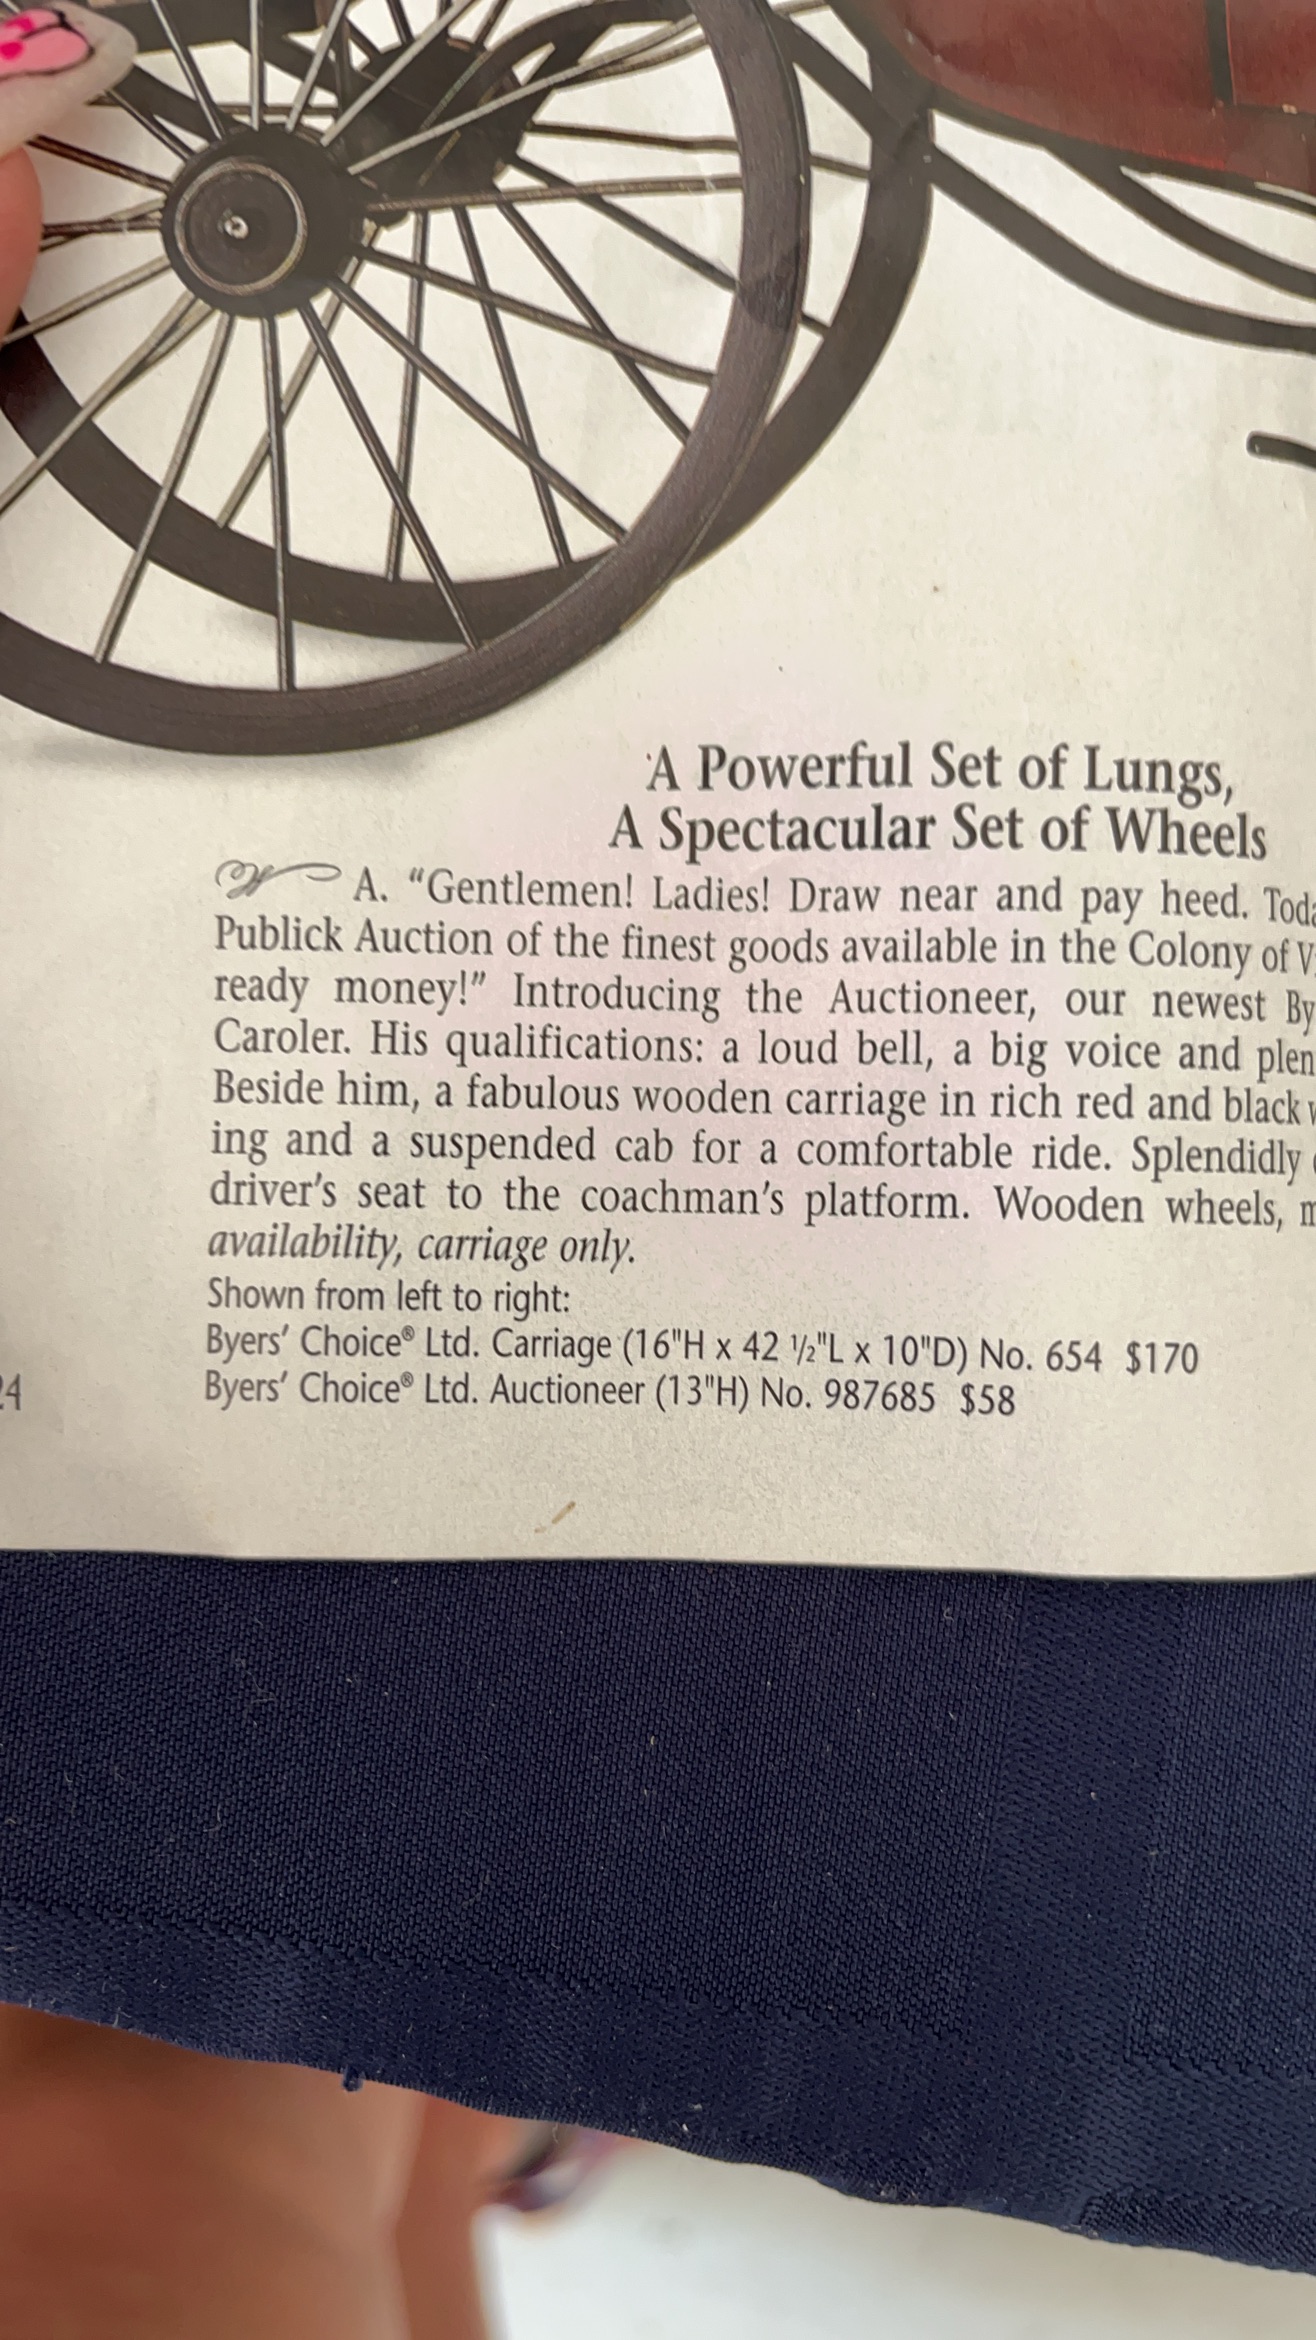 A Powerful Set of Lungs,
A Spectacular Set of Wheels
A. “Gentlemen! Ladies! Draw near and pay heed.
Publick Auction of the finest goods available in the Colony of
ready money!” Introducing the Auctioneer, our newest
Caroler. His qualifications: a loud bell, a big voice and
Beside him, a fabulous wooden carriage in rich red and black
ing and a suspended cab for a comfortable ride. Splendidly
driver’s seat to the coachman’s platform. Wooden wheels,
availability, carriage only.
Shown from left to right:
Byers’ Choice® Ltd. Carriage (16"H x 42 ½"L x 10"D) No. 654 $170
Byers’ Choice® Ltd. Auctioneer (13"H) No. 987685 $58